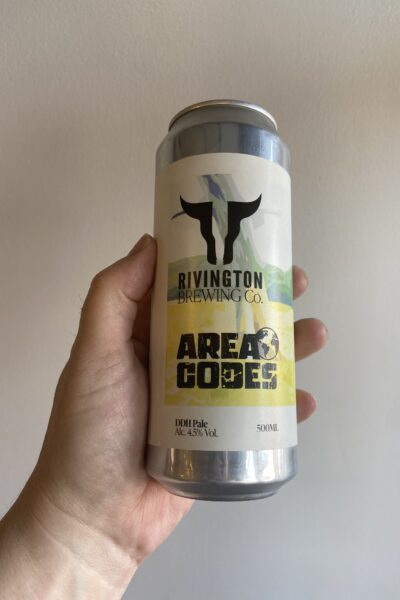 RIVINGTON
BREWING Co.
AREA
CODES
DDH Pale
Alc. 4.5% Vol.
500ML